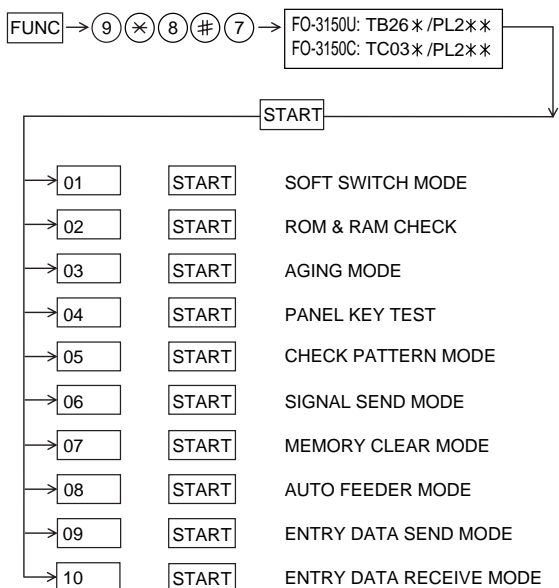 FUNC 9 * 8 # 7 FO-3150U: TB26*/PL2**
FO-3150C: TC03*/PL2**
START
01 START SOFT SWITCH MODE
02 START ROM & RAM CHECK
03 START AGING MODE
04 START PANEL KEY TEST
05 START CHECK PATTERN MODE
06 START SIGNAL SEND MODE
07 START MEMORY CLEAR MODE
08 START AUTO FEEDER MODE
09 START ENTRY DATA SEND MODE
10 START ENTRY DATA RECEIVE MODE